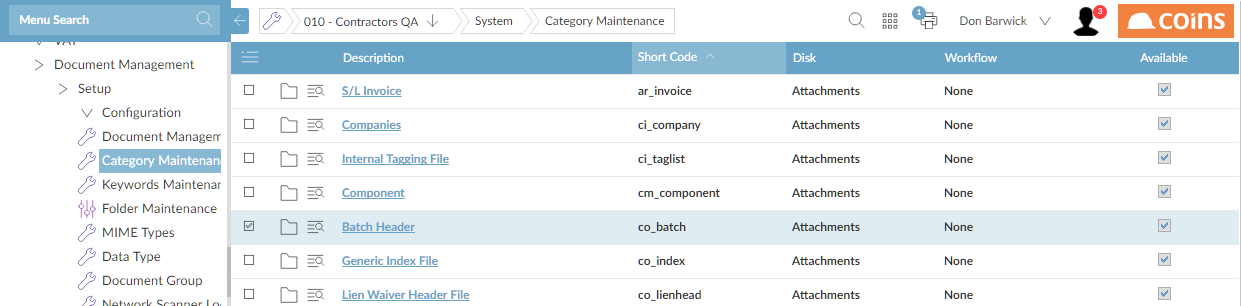 Menu Search
010 - Contractors QA
System
Category Maintenance
1
Don Barwick
3
coins
VAT
Document Management
Setup
Configuration
Document Managem
Category Maintenan
Keywords Maintenan
Folder Maintenance
MIME Types
Data Type
Document Group
Network Scanner Lo
Description Short Code Disk Workflow Available
S/L Invoice ar_invoice Attachments None
Companies ci_company Attachments None
Internal Tagging File ci_taglist Attachments None
Component cm_component Attachments None
Batch Header co_batch Attachments None
Generic Index File co_index Attachments None
Lien Waiver Header File co_lienhead Attachments None